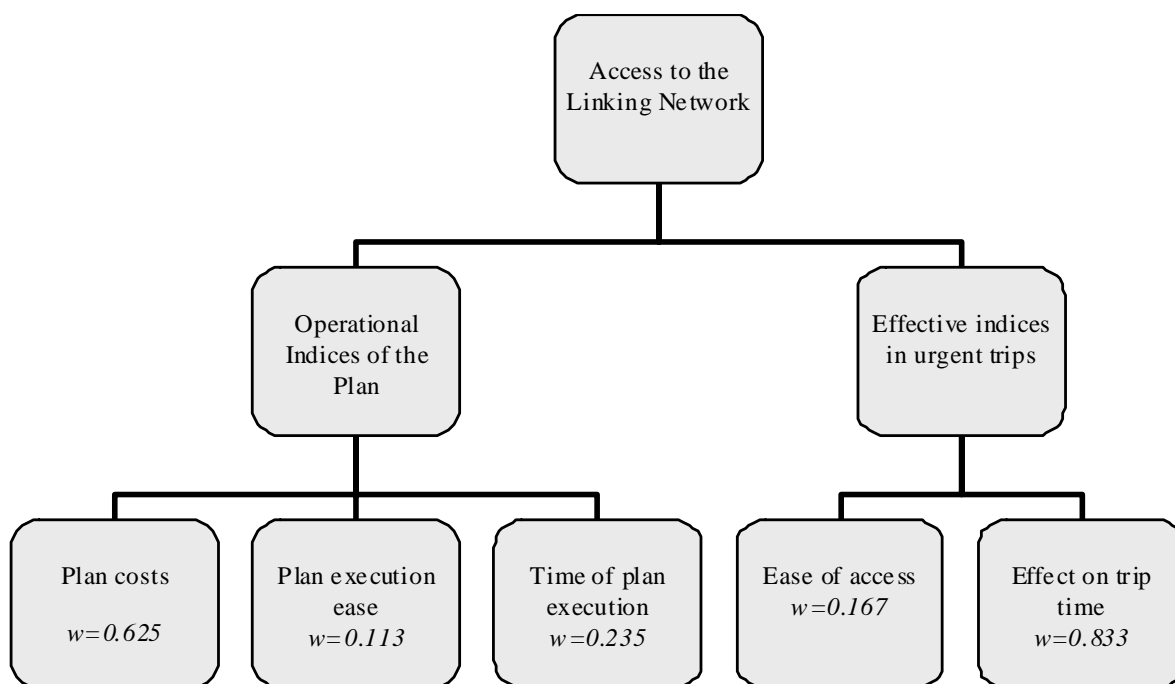 Access to the
Linking Network
Operational
Indices of the
Plan
Effective indices
in urgent trips
Plan costs
w=0.625
Plan execution
ease
w=0.113
Time of plan
execution
w=0.235
Ease of access
w=0.167
Effect on trip
time
w=0.833